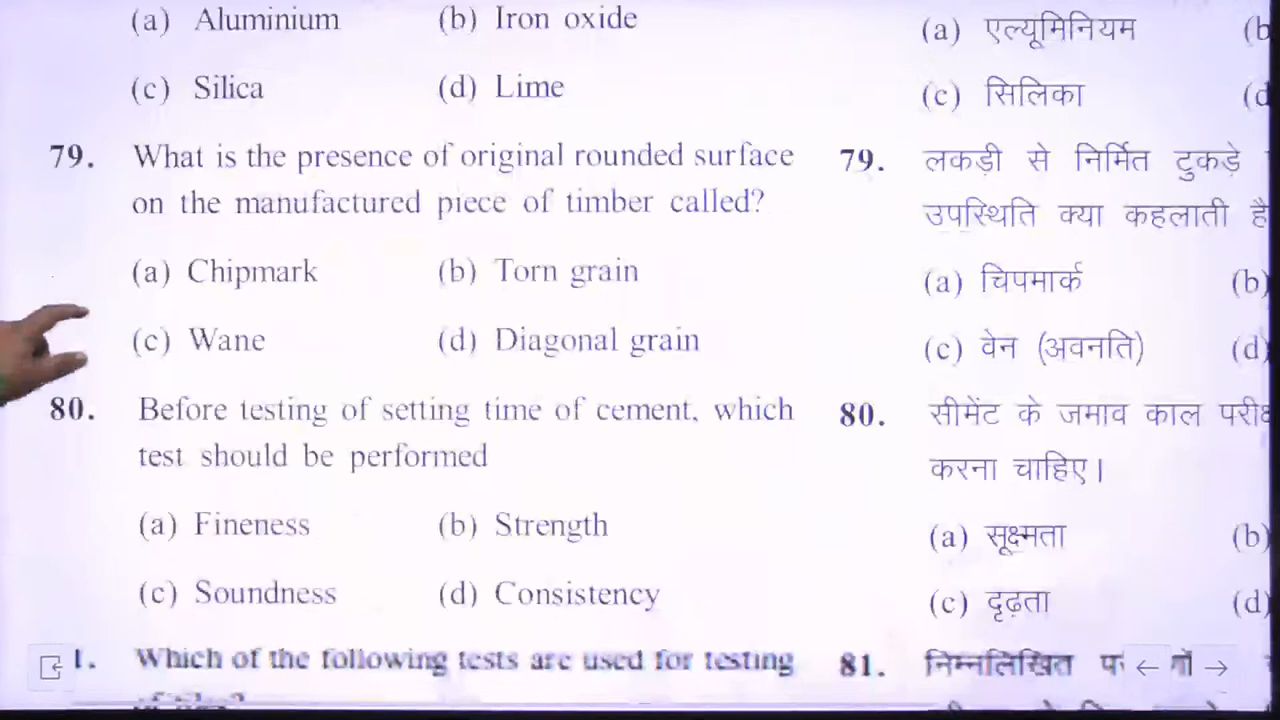 (a) Aluminium (b) Iron oxide
(c) Silica (d) Lime
79. What is the presence of original rounded surface
on the manufactured piece of timber called?
(a) Chipmark (b) Torn grain
(c) Wane (d) Diagonal grain
80. Before testing of setting time of cement, which
test should be performed
(a) Fineness (b) Strength
(c) Soundness (d) Consistency
1. Which of the following tests are used for testing
(a) एल्यूमिनियम (b
(c) सिलिका (d
79. लकड़ी से निर्मित टुकड़े
उपस्थिति क्या कहलाती है
(a) चिपमार्क (b)
(c) वेन (अवनति) (d)
80. सीमेंट के जमाव काल
करना चाहिए।
(a) सूक्ष्मता (b)
(c) दृढ़ता (d)
81. निम्नलिखित